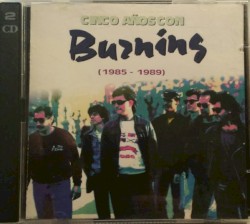 2
CD
CINCO AÑOS CON
Burning
(1985 - 1989)